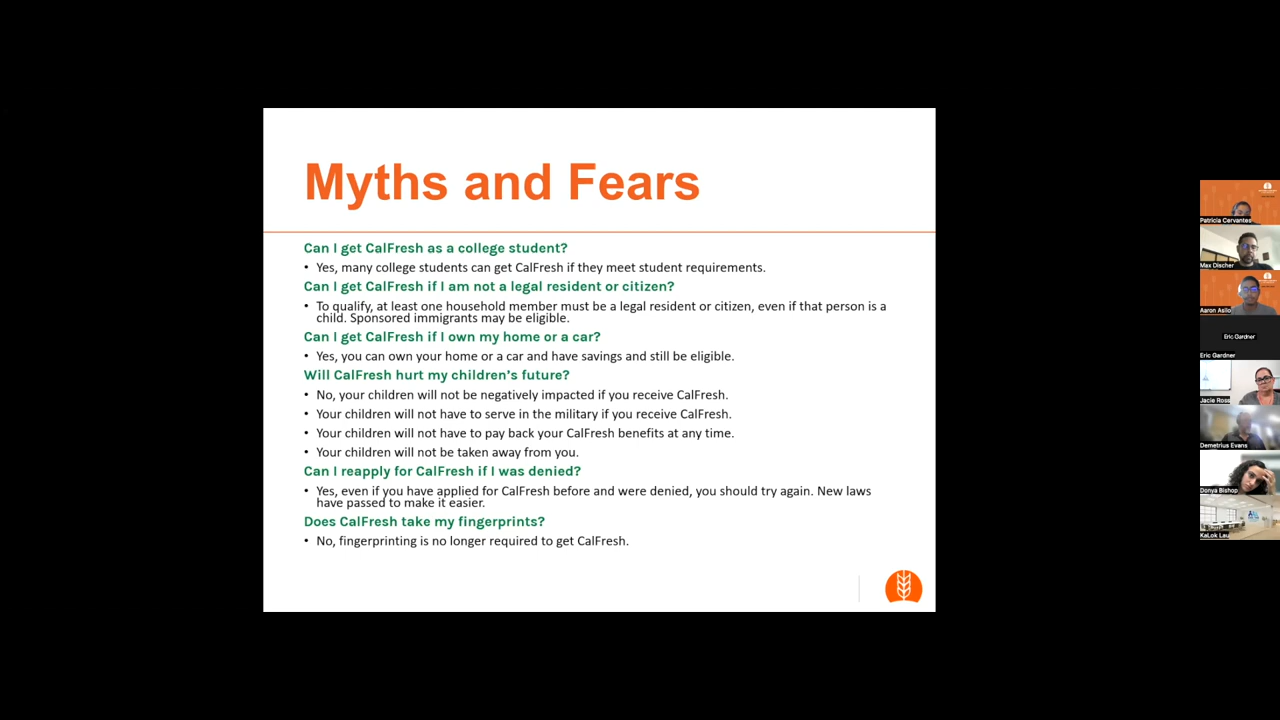 Myths and Fears
Can I get CalFresh as a college student?
• Yes, many college students can get CalFresh if they meet student requirements.
Can I get CalFresh if I am not a legal resident or citizen?
• To qualify, at least one household member must be a legal resident or citizen, even if that person is a
child. Sponsored immigrants may be eligible.
Can I get CalFresh if I own my home or a car?
• Yes, you can own your home or a car and have savings and still be eligible.
Will CalFresh hurt my children's future?
• No, your children will not be negatively impacted if you receive CalFresh.
• Your children will not have to serve in the military if you receive CalFresh.
• Your children will not have to pay back your CalFresh benefits at any time.
• Your children will not be taken away from you.
Can I reapply for CalFresh if I was denied?
• Yes, even if you have applied for CalFresh before and were denied, you should try again. New laws
have passed to make it easier.
Does CalFresh take my fingerprints?
• No, fingerprinting is no longer required to get CalFresh.
Patricia Cervantes
Max Discher
Aaron Asilo
Eric Gardner
Eric Gardner
Jacie Ross
Demetrius Evans
Donya Bishop
KaLok Lau